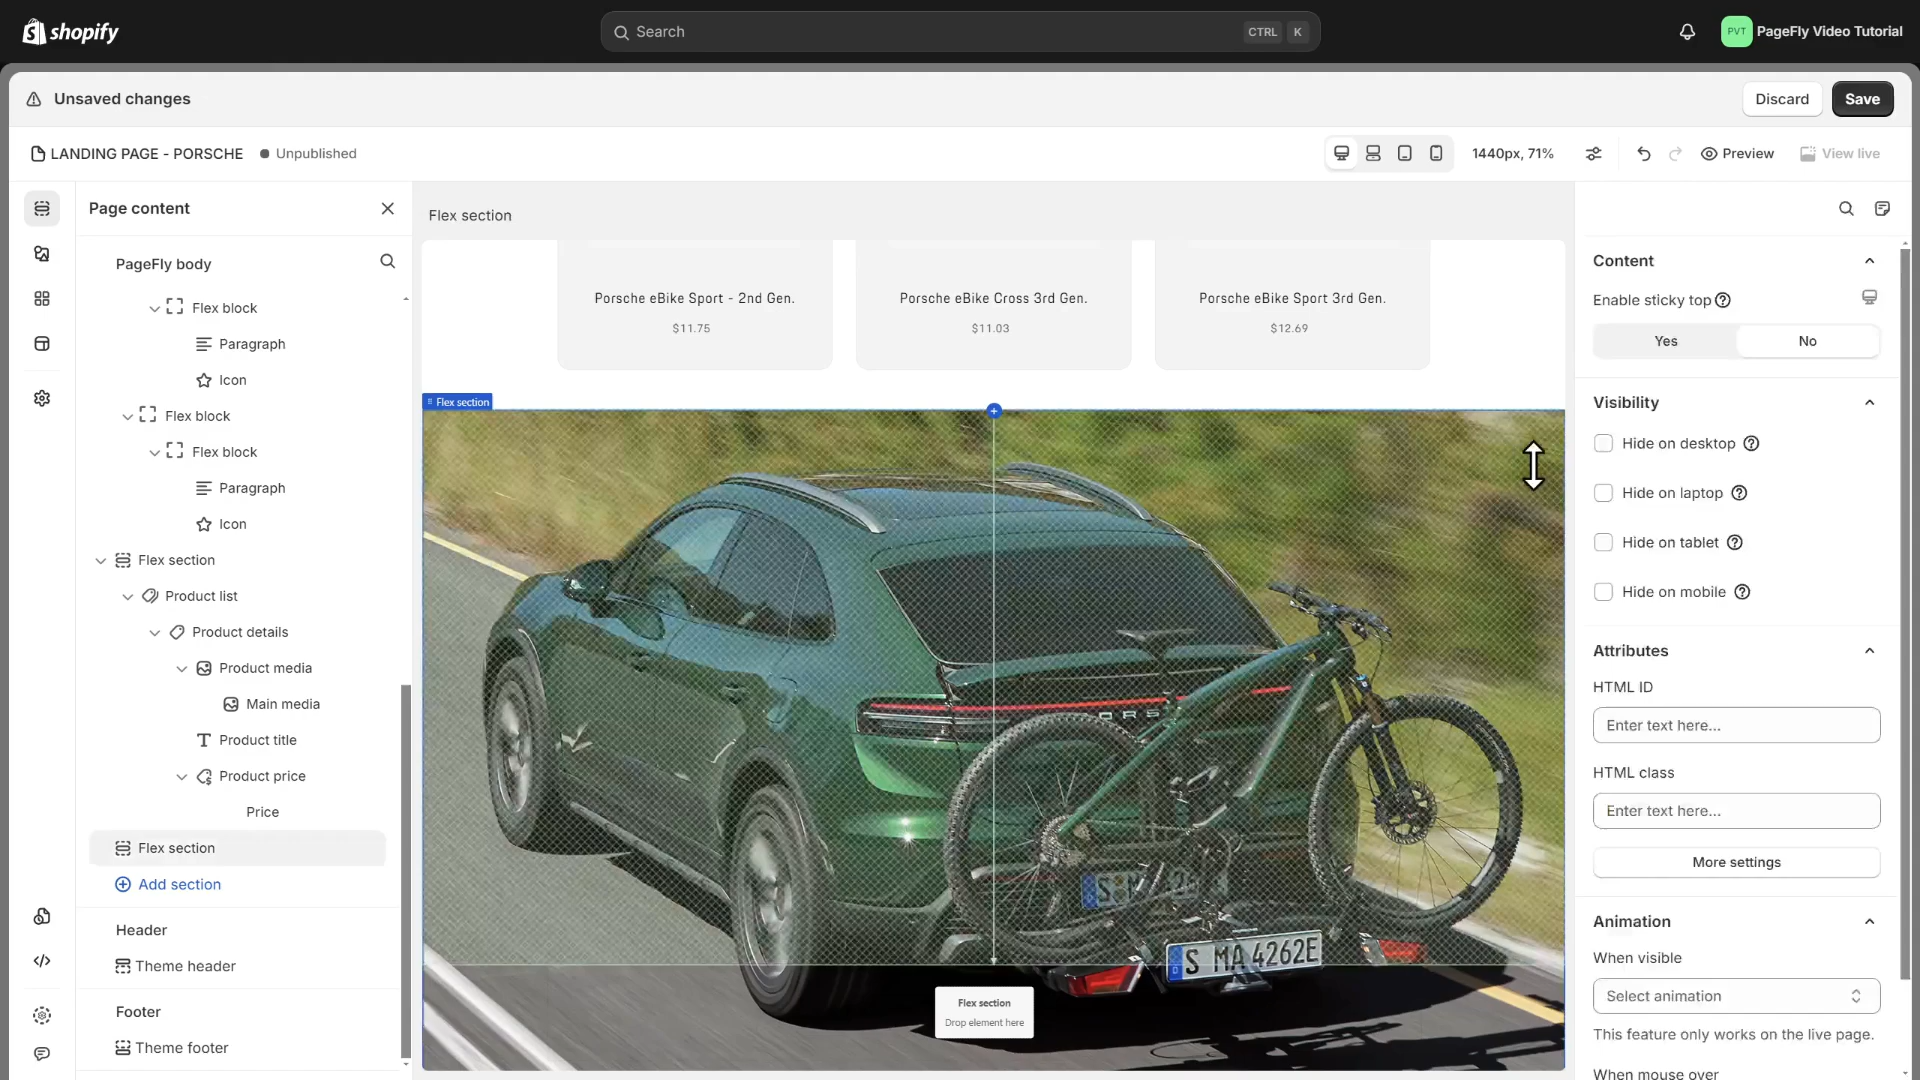 shopify
Search
CTRL K
PVT
PageFly Video Tutorial
Unsaved changes
Discard
Save
LANDING PAGE - PORSCHE
Unpublished
1440px, 71%
Preview
View live
Page content
Flex section
PageFly body
Flex block
Paragraph
Icon
Flex block
Flex block
Paragraph
Icon
Flex section
Product list
Product details
Product media
Main media
Product title
Product price
Price
Flex section
Add section
Header
Theme header
Footer
Theme footer
Porsche eBike Sport - 2nd Gen.
$11.75
Porsche eBike Cross 3rd Gen.
$11.03
Porsche eBike Sport 3rd Gen.
$12.69
Flex section
S MA 4262E
Flex section
Drop element here
Content
Enable sticky top
Yes
No
Visibility
Hide on desktop
Hide on laptop
Hide on tablet
Hide on mobile
Attributes
HTML ID
Enter text here...
HTML class
Enter text here...
More settings
Animation
When visible
Select animation
This feature only works on the live page.
When mouse over